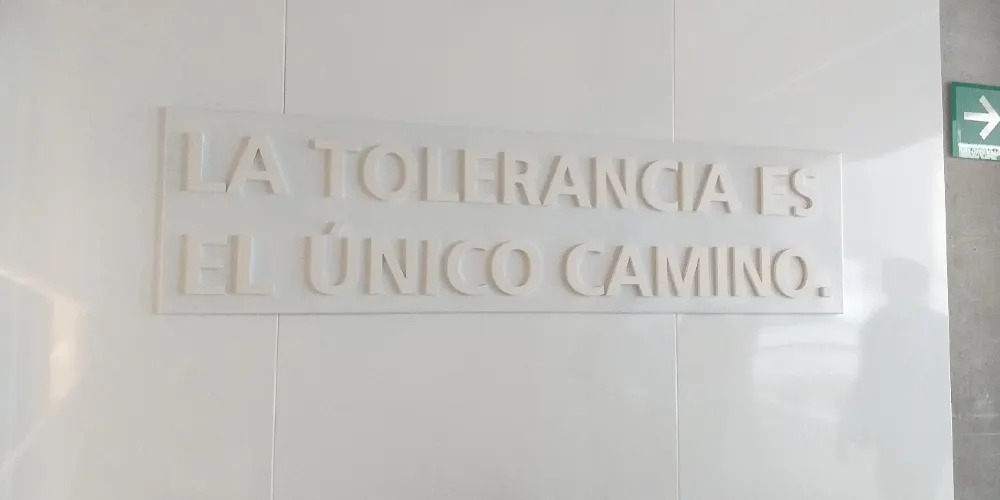 LA TOLERANCIA ES
EL ÚNICO CAMINO.